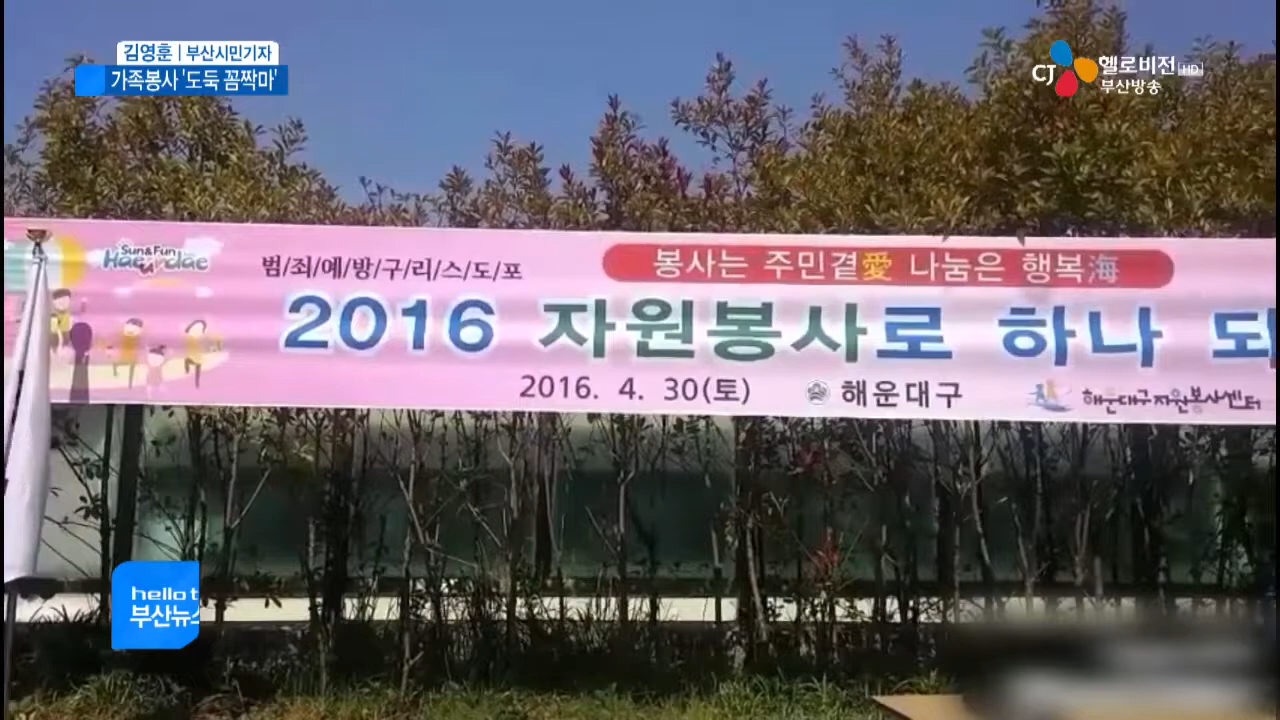 김영훈 | 부산시민기자
가족봉사 '도둑 꼼짝마'
CJ 헬로비전 HD
부산방송
Sun&Fun
Haeundae
범/죄/예/방/구/리/스/도/포
봉사는 주민곁愛 나눔은 행복海
2016 자원봉사로 하나 되
2016. 4. 30(토) 해운대구 해운대구자원봉사센터
hello t
부산뉴스